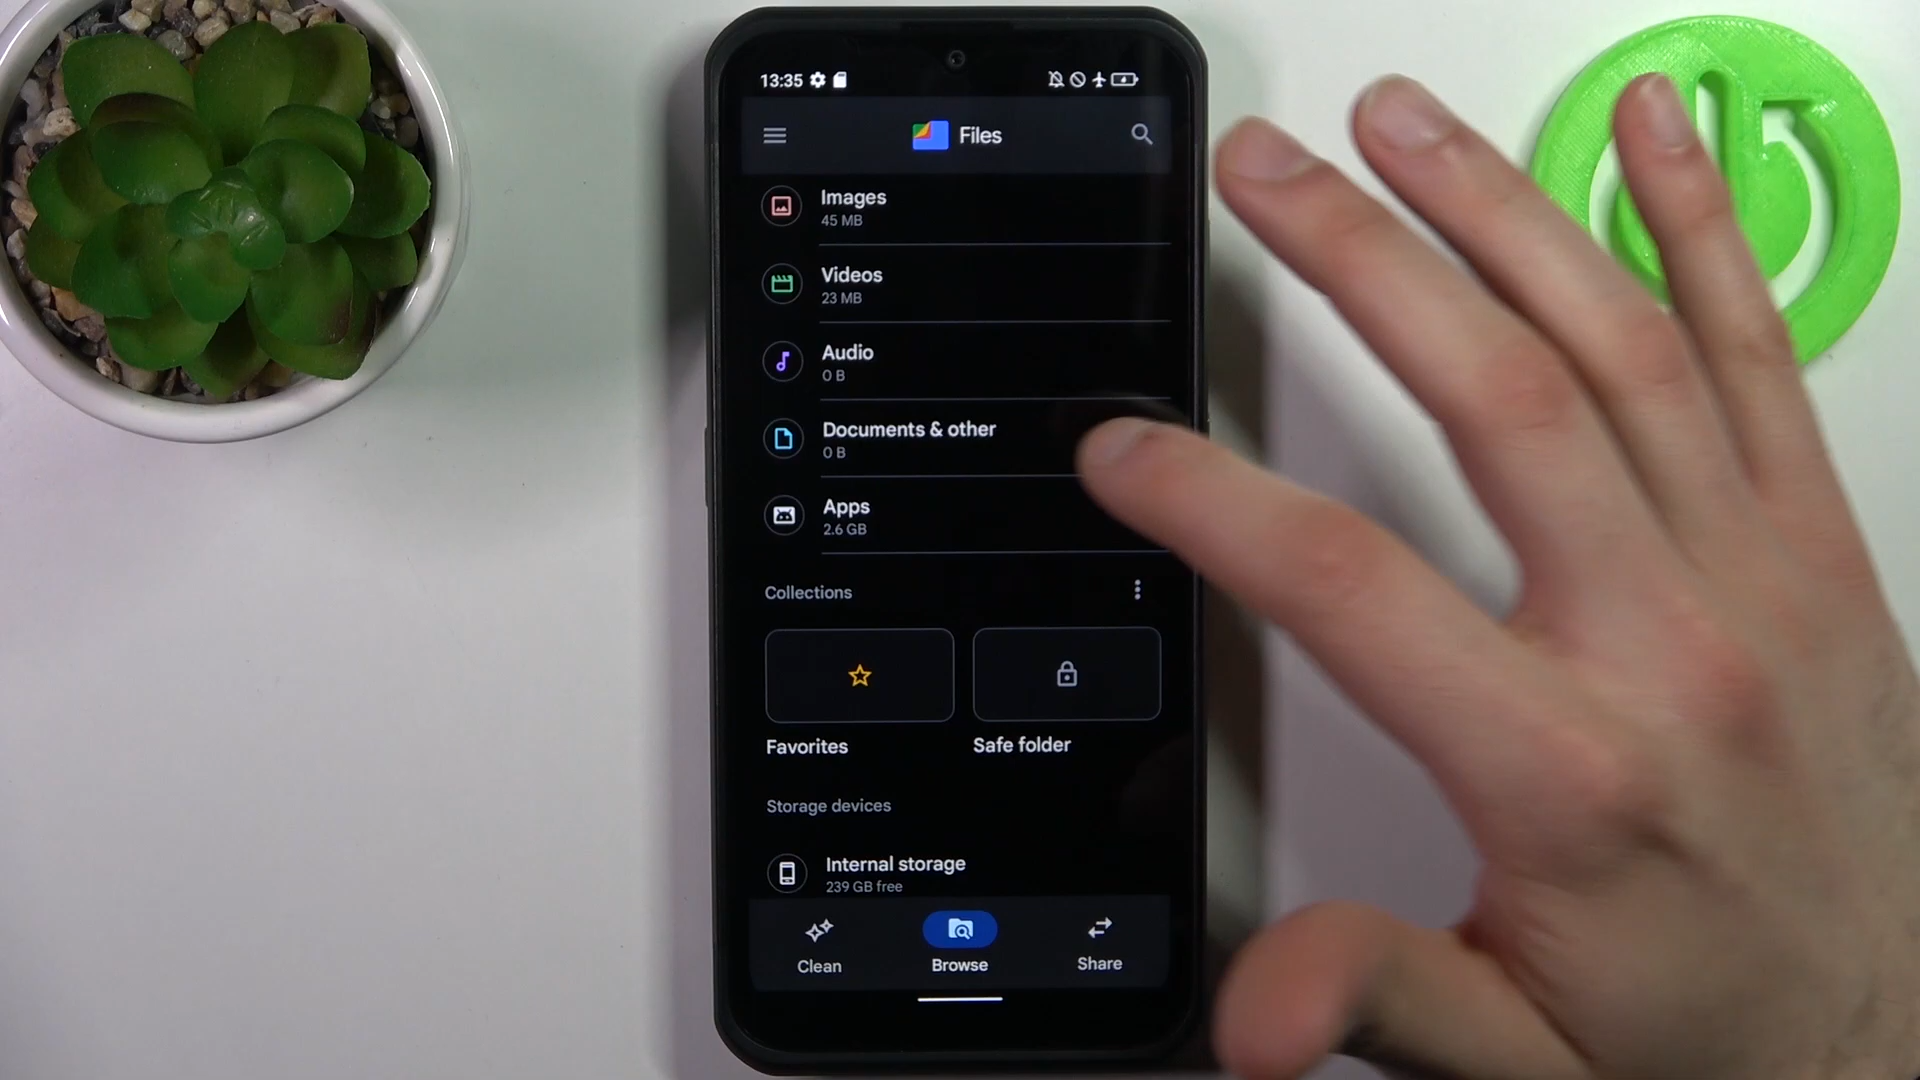 13:35
Files
Images
45 MB
Videos
23 MB
Audio
0 B
Documents & other
0 B
Apps
2.6 GB
Collections
Favorites
Safe folder
Storage devices
Internal storage
239 GB free
Clean
Browse
Share